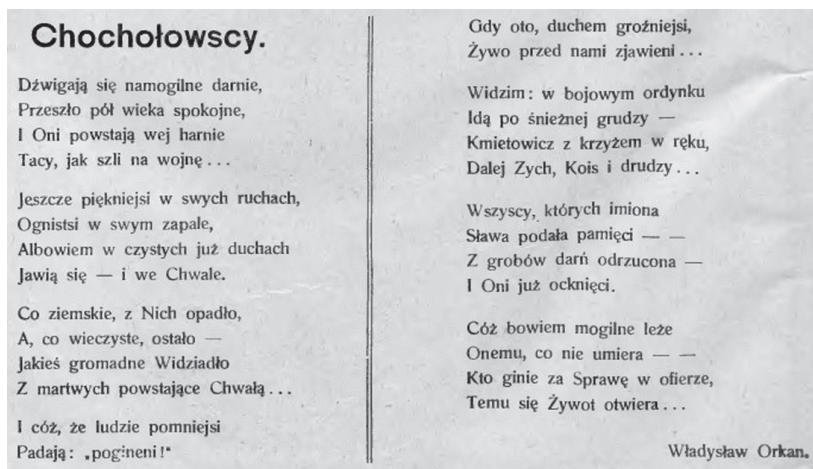 Chochołowscy.
Dźwigają się namogilne darnie,
Przeszło pół wieka spokojne,
I Oni powstają wej harnie
Tacy, jak szli na wojnę...
Jeszcze piękniejsi w swych ruchach,
Ognistsi w swym zapale,
Albowiem w czystych już duchach
Jawią się — i we Chwale.
Co ziemskie, z Nich opadło,
A, co wieczyste, ostało —
Jakieś gromadne Widziadło
Z martwych powstające Chwałą...
I cóż, że ludzie pomniejsi
Padają: „pogineni!"
Gdy oto, duchem groźniejsi,
Żywo przed nami zjawieni...
Widzim: w bojowym ordynku
Idą po śnieżnej grudzy —
Kmietowicz z krzyżem w ręku,
Dalej Zych, Kois i drudzy...
Wszyscy, których imiona
Sława podała pamięci — —
Z grobów darń odrzucona —
I Oni już ocknięci.
Cóż bowiem mogilne leże
Onemu, co nie umiera — —
Kto ginie za Sprawę w ofierze,
Temu się Żywot otwiera...
Władysław Orkan.